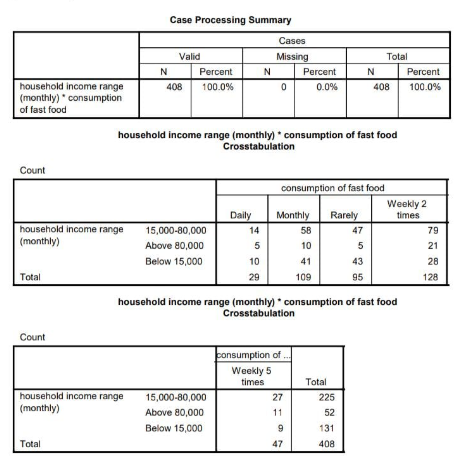 Case Processing Summary
Cases
Valid Missing Total
N Percent N Percent N Percent
household income range (monthly) * consumption of fast food 408 100.0% 0 0.0% 408 100.0%
household income range (monthly) * consumption of fast food
Crosstabulation
Count
consumption of fast food
Daily Monthly Rarely Weekly 2 times
household income range (monthly) 15,000-80,000 14 58 47 79
Above 80,000 5 10 5 21
Below 15,000 10 41 43 28
Total 29 109 95 128
household income range (monthly) * consumption of fast food
Crosstabulation
Count
consumption of ...
Weekly 5 times Total
household income range (monthly) 15,000-80,000 27 225
Above 80,000 11 52
Below 15,000 9 131
Total 47 408